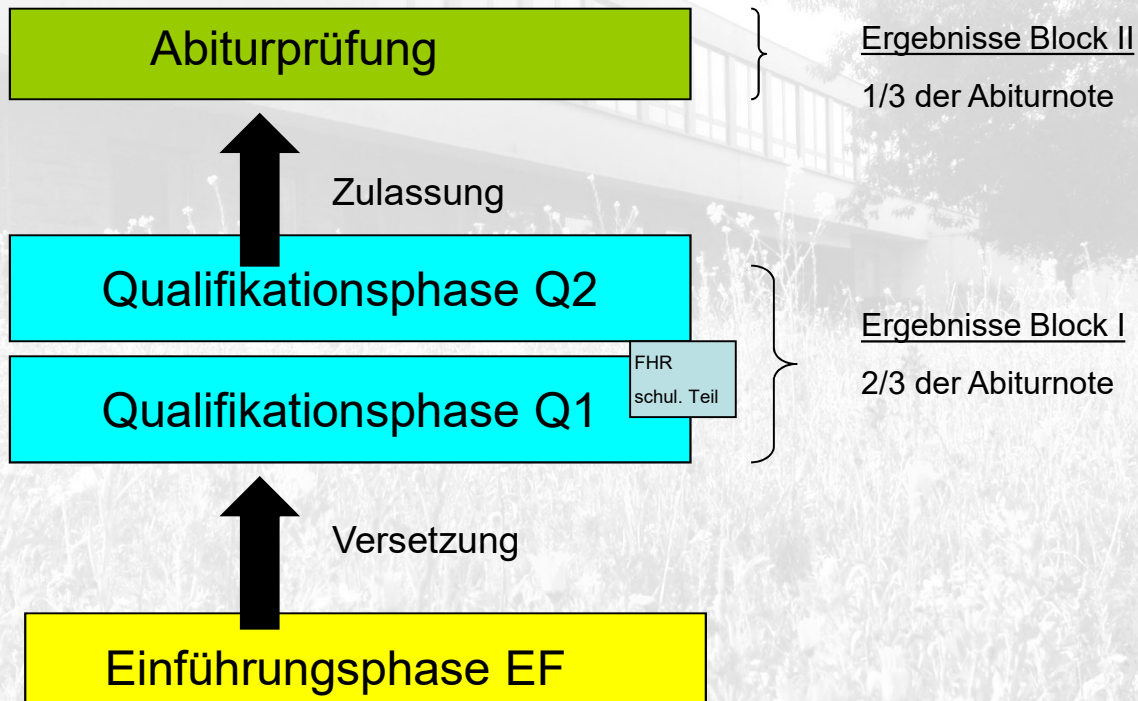 Abiturprüfung
Ergebnisse Block II
1/3 der Abiturnote
Zulassung
Qualifikationsphase Q2
Ergebnisse Block I
2/3 der Abiturnote
FHR
schul. Teil
Qualifikationsphase Q1
Versetzung
Einführungsphase EF